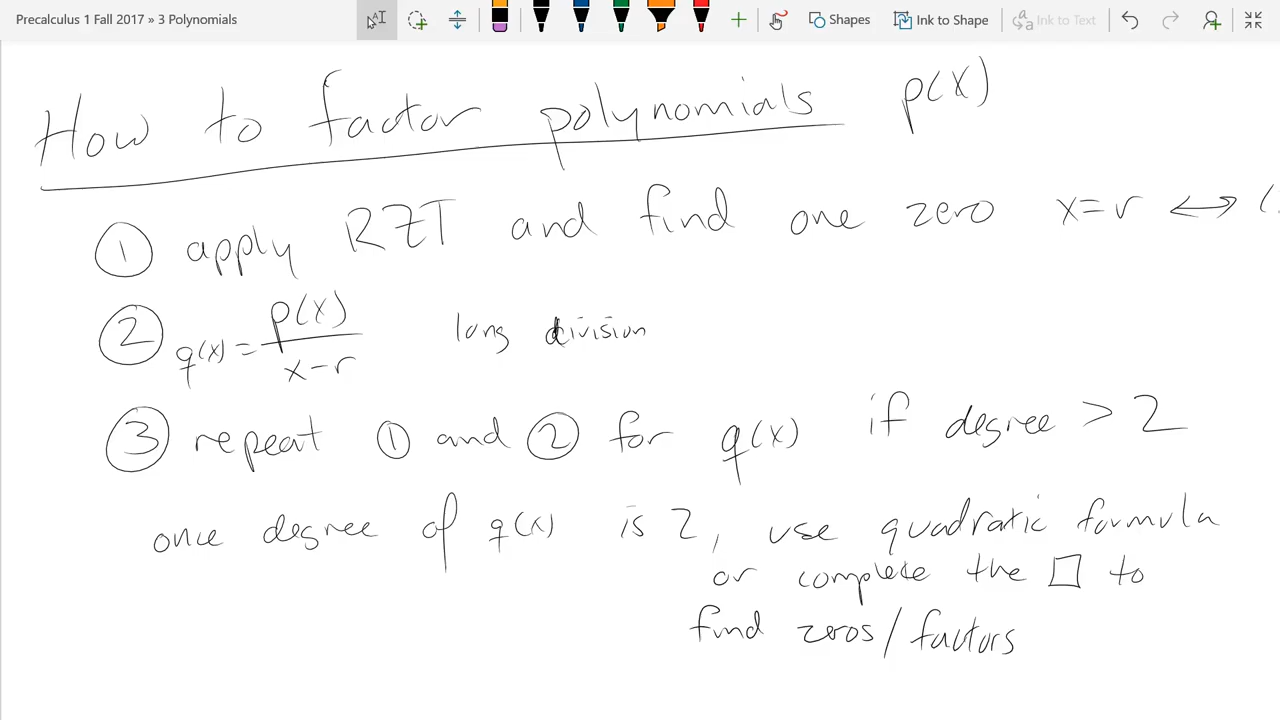 Precalculus 1 Fall 2017 » 3 Polynomials
Shapes
Ink to Shape
Ink to Text
How to factor polynomials p(x)
① apply RZT and find one zero x=r ↔ (
② q(x) = p(x)/(x-r) long division
③ repeat ① and ② for q(x) if degree > 2
once degree of q(x) is 2, use quadratic formula
or complete the □ to
find zeros/factors